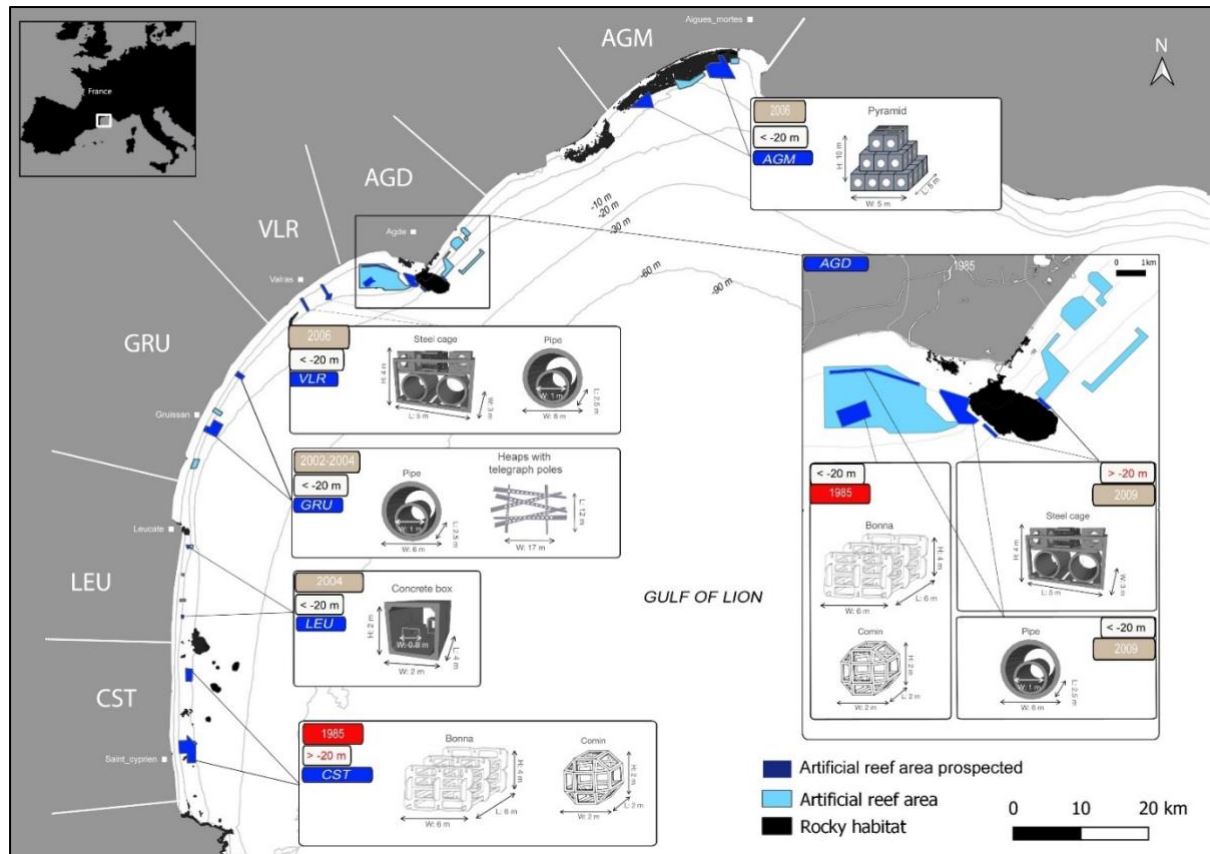 Aigues_mortes
AGM
N
France
2006
< -20 m
AGM
Pyramid
H: 10 m
L: 5 m
W: 5 m
AGD
-10 m
-20 m
-30 m
-60 m
-90 m
Agde
VLR
Valras
AGD
1985
0 1km
GRU
2006
< -20 m
VLR
Steel cage
H: 4 m
L: 5 m
W: 3 m
Pipe
W: 1 m
L: 2.5 m
W: 6 m
Gruissan
2002-2004
< -20 m
GRU
Pipe
W: 1 m
L: 2.5 m
W: 6 m
Heaps with
telegraph poles
L: 12 m
W: 17 m
< -20 m
1985
Bonna
H: 4 m
L: 6 m
W: 6 m
Comin
H: 2 m
L: 2 m
W: 2 m
> -20 m
2009
Steel cage
H: 4 m
L: 5 m
W: 3 m
< -20 m
2009
Pipe
W: 1 m
L: 2.5 m
W: 6 m
Leucate
LEU
2004
< -20 m
LEU
Concrete box
H: 2 m
W: 0.8 m
L: 4 m
W: 2 m
GULF OF LION
CST
Saint_cyprien
1985
> -20 m
CST
Bonna
H: 4 m
L: 6 m
W: 6 m
Comin
H: 2 m
L: 2 m
W: 2 m
Artificial reef area prospected
Artificial reef area
Rocky habitat
0 10 20 km